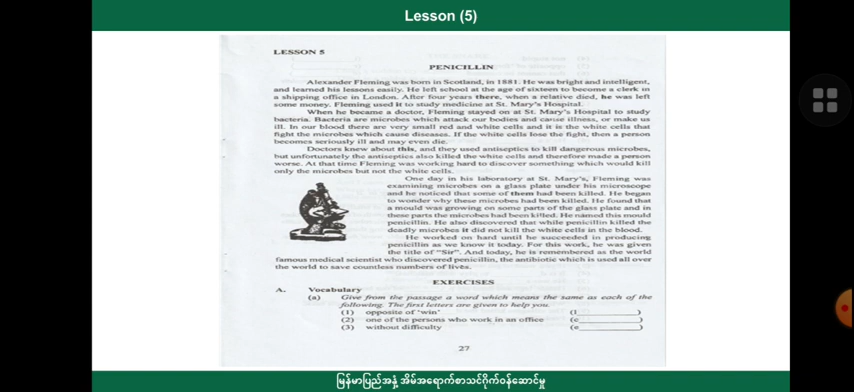 Lesson (5)
LESSON 5
PENICILLIN
Alexander Fleming was born in Scotland, in 1881. He was bright and intelligent,
and learned his lessons easily. He left school at the age of sixteen to become a clerk in
a shipping office in London. After four years there, when a relative died, he was left
some money. Fleming used it to study medicine at St. Mary's Hospital.
When he became a doctor, Fleming stayed on at St. Mary's Hospital to study
bacteria. Bacteria are microbes which attack our bodies and cause illness, or make us
ill. In our blood there are very small red and white cells and it is the white cells that
fight the microbes which cause diseases. If the white cells lose the fight, then a person
becomes seriously ill and may even die.
Doctors knew about this, and they used antiseptics to kill dangerous microbes,
but unfortunately the antiseptics also killed the white cells and therefore made a person
worse. At that time Fleming was working hard to discover something which would kill
only the microbes but not the white cells.
One day in his laboratory at St. Mary's, Fleming was
examining microbes on a glass plate under his microscope
and he noticed that some of them had been killed. He began
to wonder why these microbes had been killed. He found that
a mould was growing on some parts of the glass plate and in
these parts the microbes had been killed. He named this mould
penicillin. He also discovered that while penicillin killed the
deadly microbes it did not kill the white cells in the blood.
He worked on hard until he succeeded in producing
penicillin as we know it today. For this work, he was given
the title of "Sir". And today, he is remembered as the world
famous medical scientist who discovered penicillin, the antibiotic which is used all over
the world to save countless numbers of lives.
EXERCISES
A. Vocabulary
(a) Give from the passage a word which means the same as each of the
following. The first letters are given to help you.
(1) opposite of 'win' (l__________)
(2) one of the persons who work in an office (c__________)
(3) without difficulty (e__________)
27
မြန်မာပြည်အနှံ့ အိမ်အရောက်စာသင်ဂိုက်ဝန်ဆောင်မှု